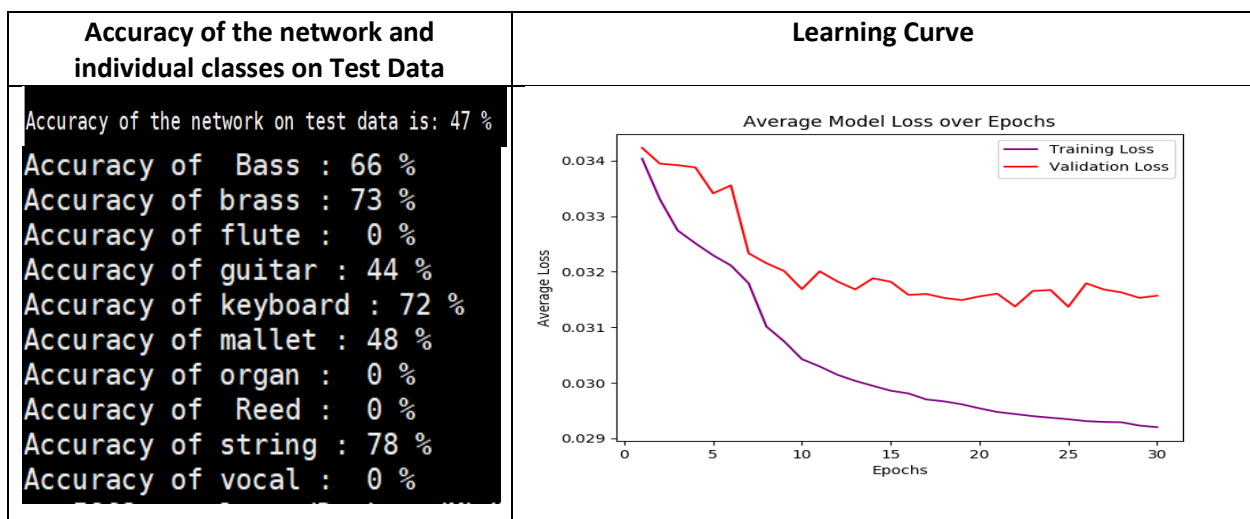 Accuracy of the network and
individual classes on Test Data
Learning Curve
Accuracy of the network on test data is: 47 %
Accuracy of  Bass : 66 %
Accuracy of brass : 73 %
Accuracy of flute :  0 %
Accuracy of guitar : 44 %
Accuracy of keyboard : 72 %
Accuracy of mallet : 48 %
Accuracy of organ :  0 %
Accuracy of  Reed :  0 %
Accuracy of string : 78 %
Accuracy of vocal :  0 %
Average Model Loss over Epochs
Training Loss
Validation Loss
0.034
0.033
0.032
0.031
0.030
0.029
Average Loss
0 5 10 15 20 25 30
Epochs